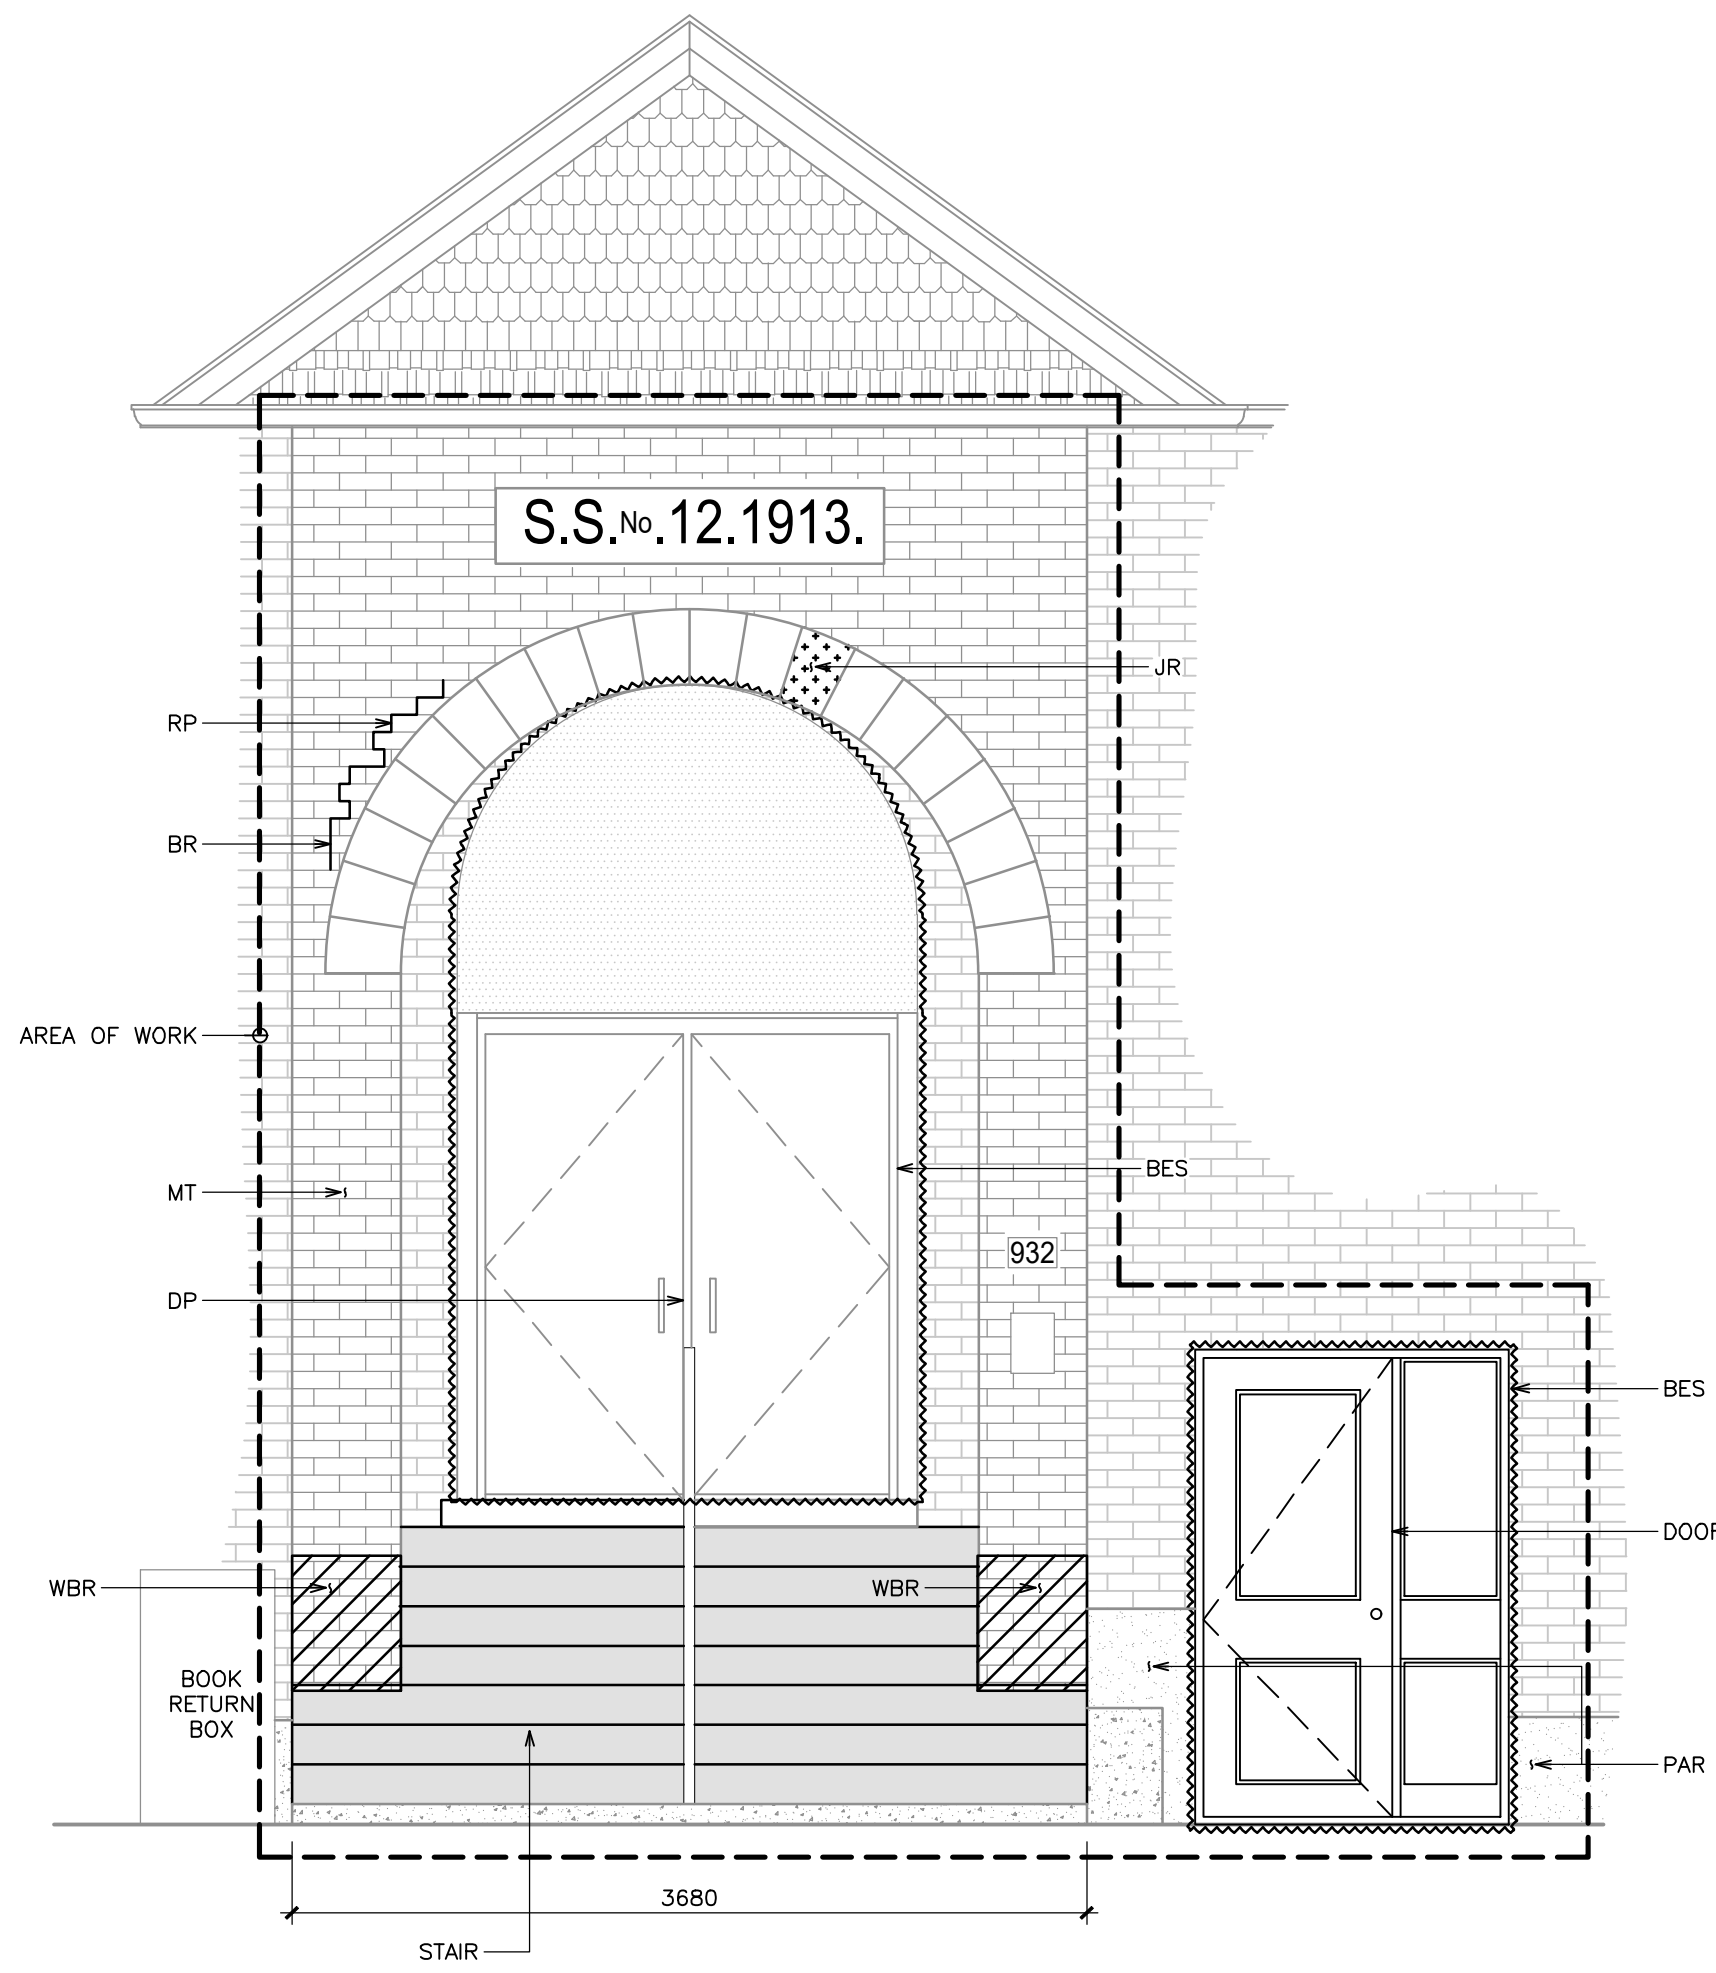 S.S.No.12.1913.
JR
RP
BR
AREA OF WORK
BES
MT
932
DP
BES
DOOR
WBR
WBR
BOOK
RETURN
BOX
PAR
3680
STAIR